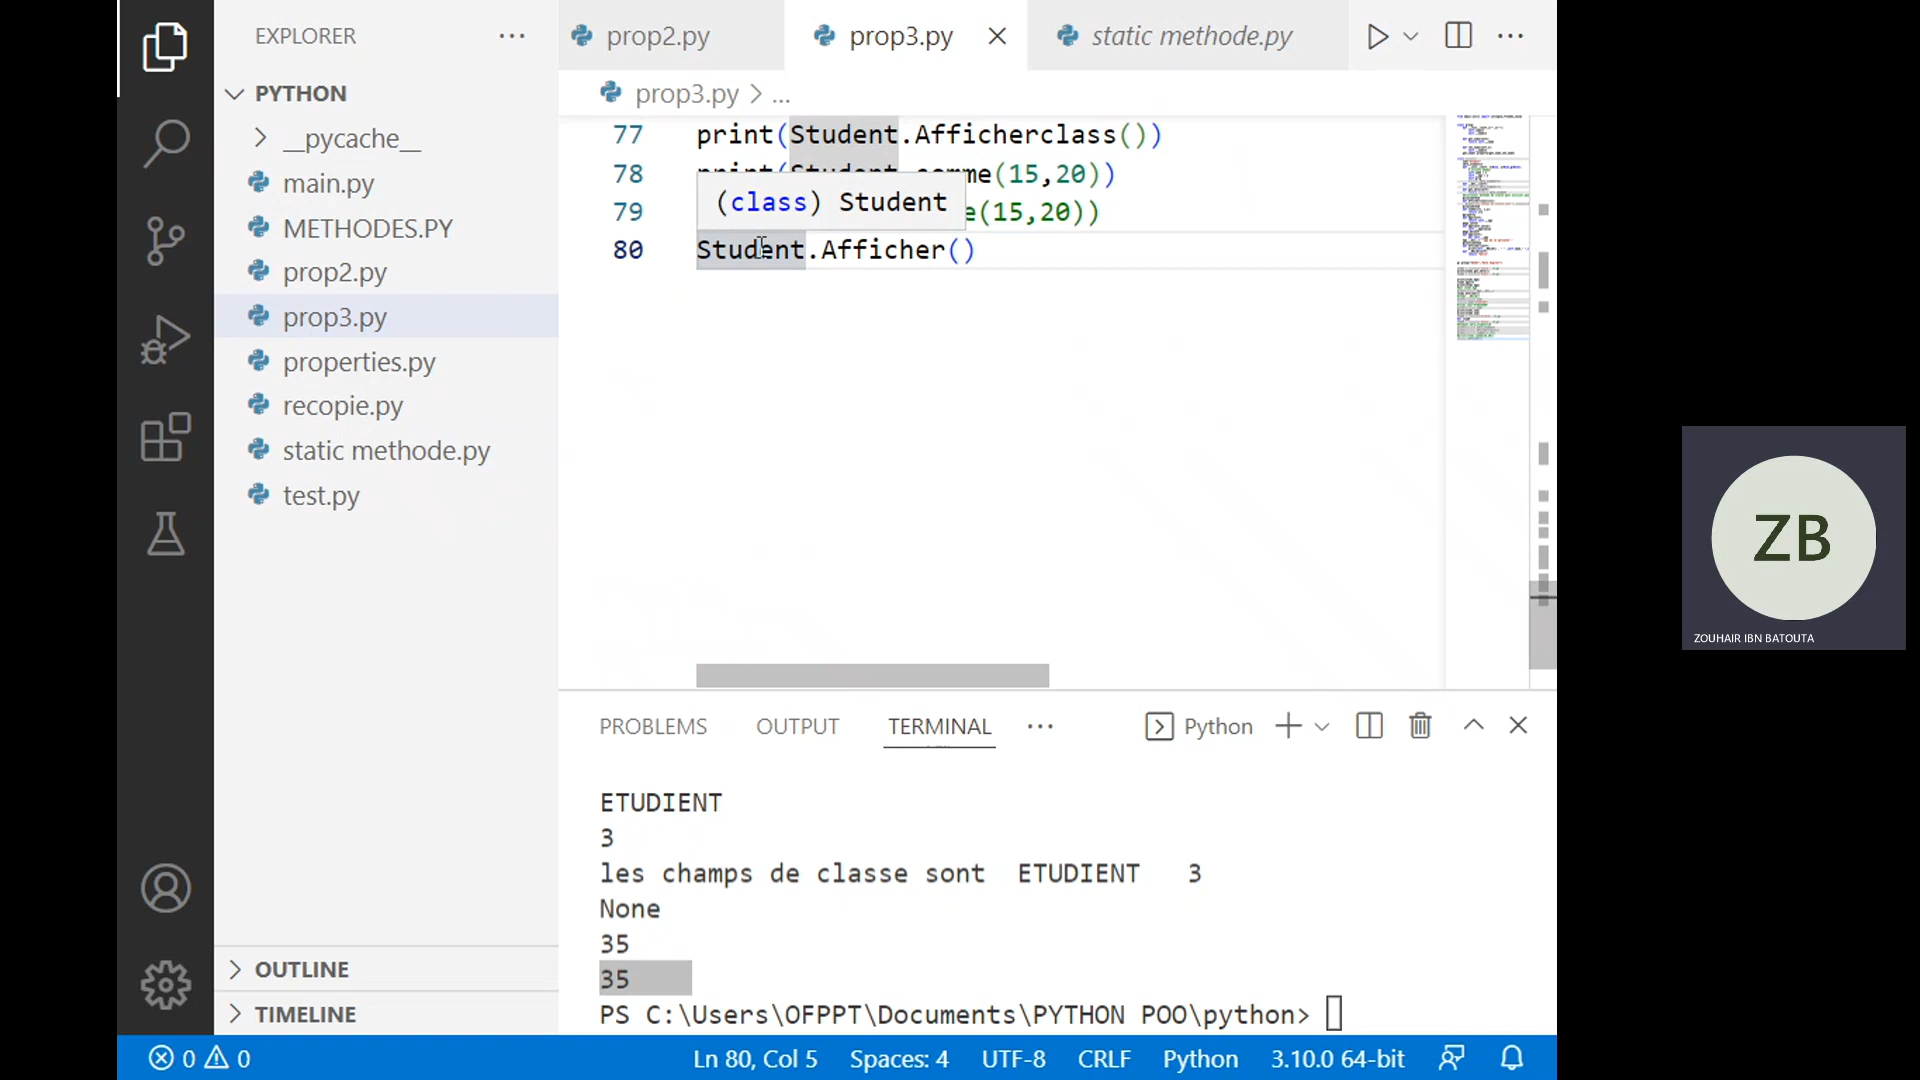 EXPLORER
PYTHON
__pycache__
main.py
METHODES.PY
prop2.py
prop3.py
properties.py
recopie.py
static methode.py
test.py
OUTLINE
TIMELINE
prop2.py
prop3.py
static methode.py
prop3.py > ...
77 print(Student.Afficherclass())
78 me(15,20))
(class) Student
79 e(15,20))
80 Student.Afficher()
PROBLEMS OUTPUT TERMINAL
Python
ETUDIENT
3
les champs de classe sont ETUDIENT 3
None
35
35
PS C:\Users\OFPPT\Documents\PYTHON POO\python>
0 0 Ln 80, Col 5 Spaces: 4 UTF-8 CRLF Python 3.10.0 64-bit
ZB
ZOUHAIR IBN BATOUTA